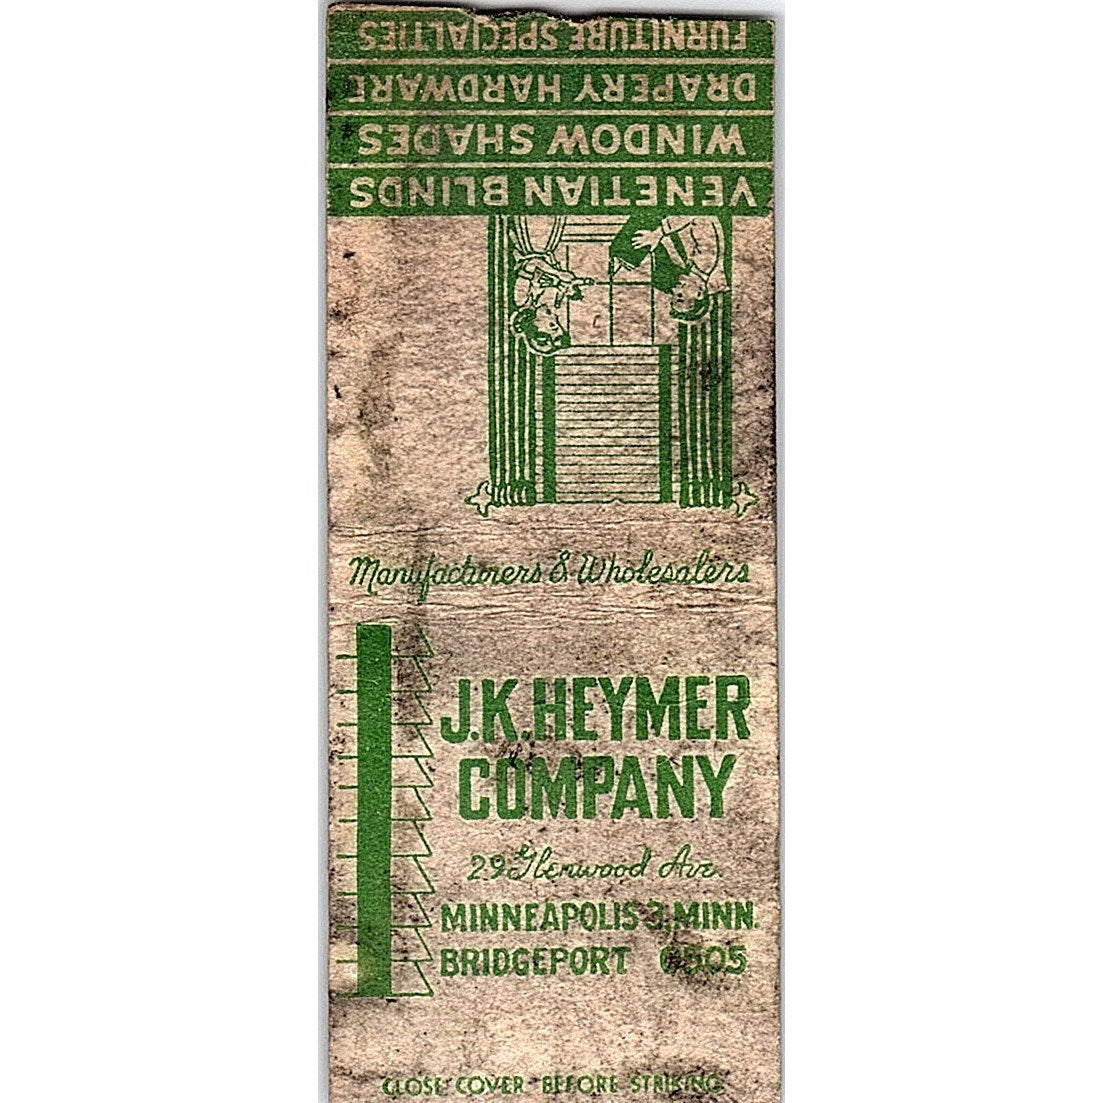 FURNITURE SPECIALTIES
DRAPERY HARDWARE
WINDOW SHADES
VENETIAN BLINDS
Manufacturers & Wholesalers
J.K. HEYMER
COMPANY
29 Glenwood Ave.
MINNEAPOLIS 3, MINN.
BRIDGEPORT
CLOSE COVER BEFORE STRIKING